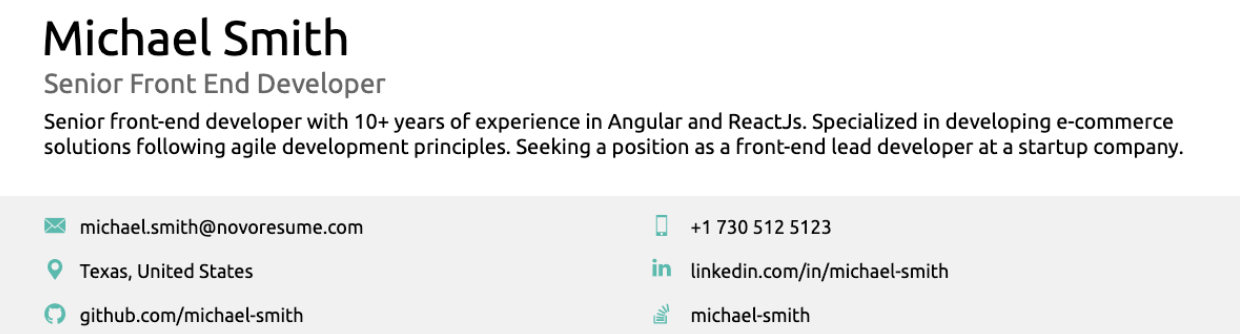 Michael Smith
Senior Front End Developer
Senior front-end developer with 10+ years of experience in Angular and ReactJs. Specialized in developing e-commerce
solutions following agile development principles. Seeking a position as a front-end lead developer at a startup company.
michael.smith@novoresume.com
+1 730 512 5123
Texas, United States
linkedin.com/in/michael-smith
github.com/michael-smith
michael-smith